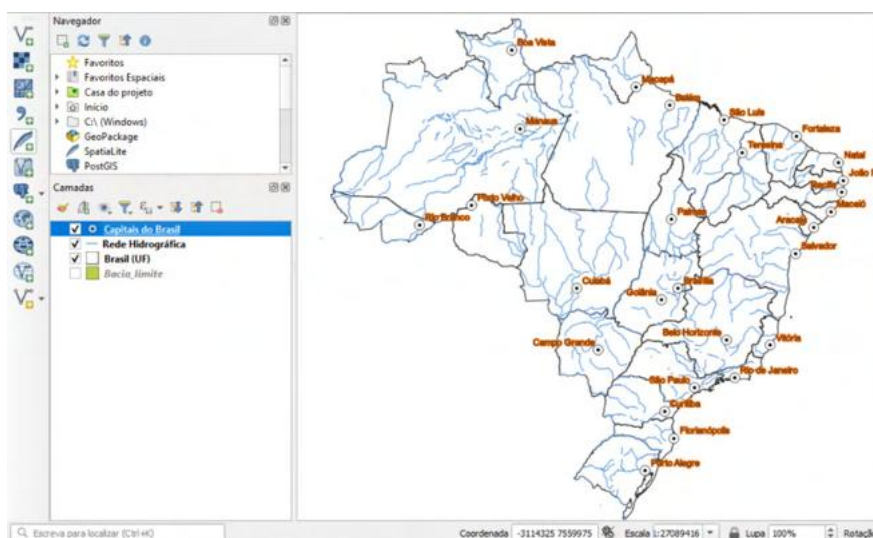 Navegador
Favoritos
Favoritos Espaciais
Casa do projeto
Início
C:\ (Windows)
GeoPackage
SpatiaLite
PostGIS
Camadas
Capitais do Brasil
Rede Hidrográfica
Brasil (UF)
Bacia_limite
Boa Vista
Macapá
Belém
São Luís
Manaus
Fortaleza
Teresina
Natal
João
Recife
Porto Velho
Maceió
Rio Branco
Palmas
Aracaju
Salvador
Cuiabá
Brasília
Goiânia
Belo Horizonte
Vitória
Campo Grande
Rio de Janeiro
São Paulo
Curitiba
Florianópolis
Porto Alegre
Escreva para localizar (Ctrl+K)
Coordenada -3114325 7559975 Escala 1:27089416 Lupa 100% Rotação